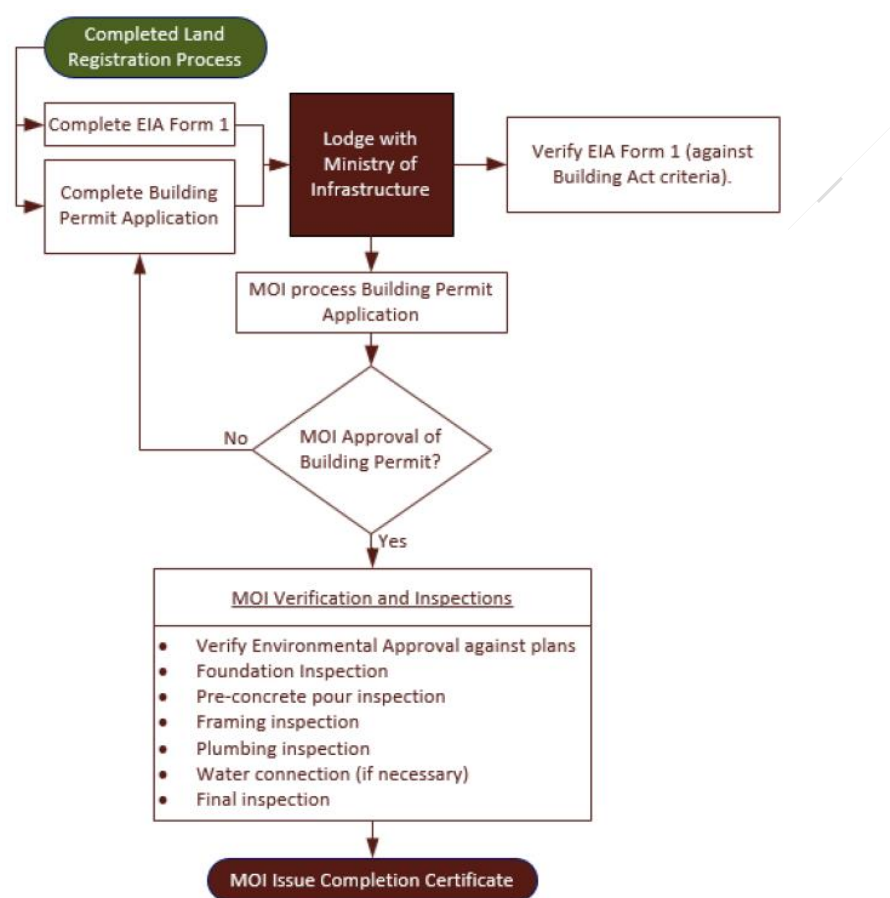 Completed Land
Registration Process
Complete EIA Form 1
Complete Building
Permit Application
Lodge with
Ministry of
Infrastructure
Verify EIA Form 1 (against
Building Act criteria).
MOI process Building Permit
Application
No
MOI Approval of
Building Permit?
Yes
MOI Verification and Inspections
• Verify Environmental Approval against plans
• Foundation Inspection
• Pre-concrete pour inspection
• Framing inspection
• Plumbing inspection
• Water connection (if necessary)
• Final inspection
MOI Issue Completion Certificate